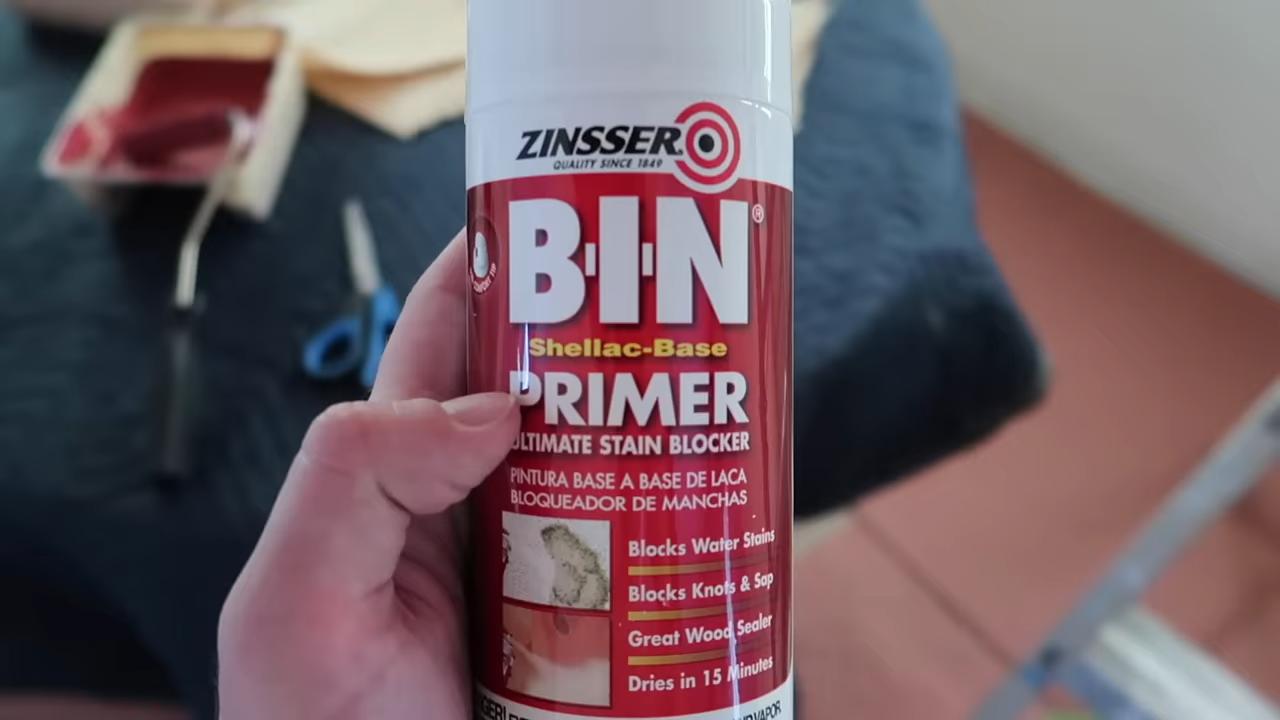 ZINSSER®
QUALITY SINCE 1849
B-I-N®
Shellac-Base
PRIMER
ULTIMATE STAIN BLOCKER
PINTURA BASE A BASE DE LACA
BLOQUEADOR DE MANCHAS
Blocks Water Stains
Blocks Knots & Sap
Great Wood Sealer
Dries in 15 Minutes
VAPOR